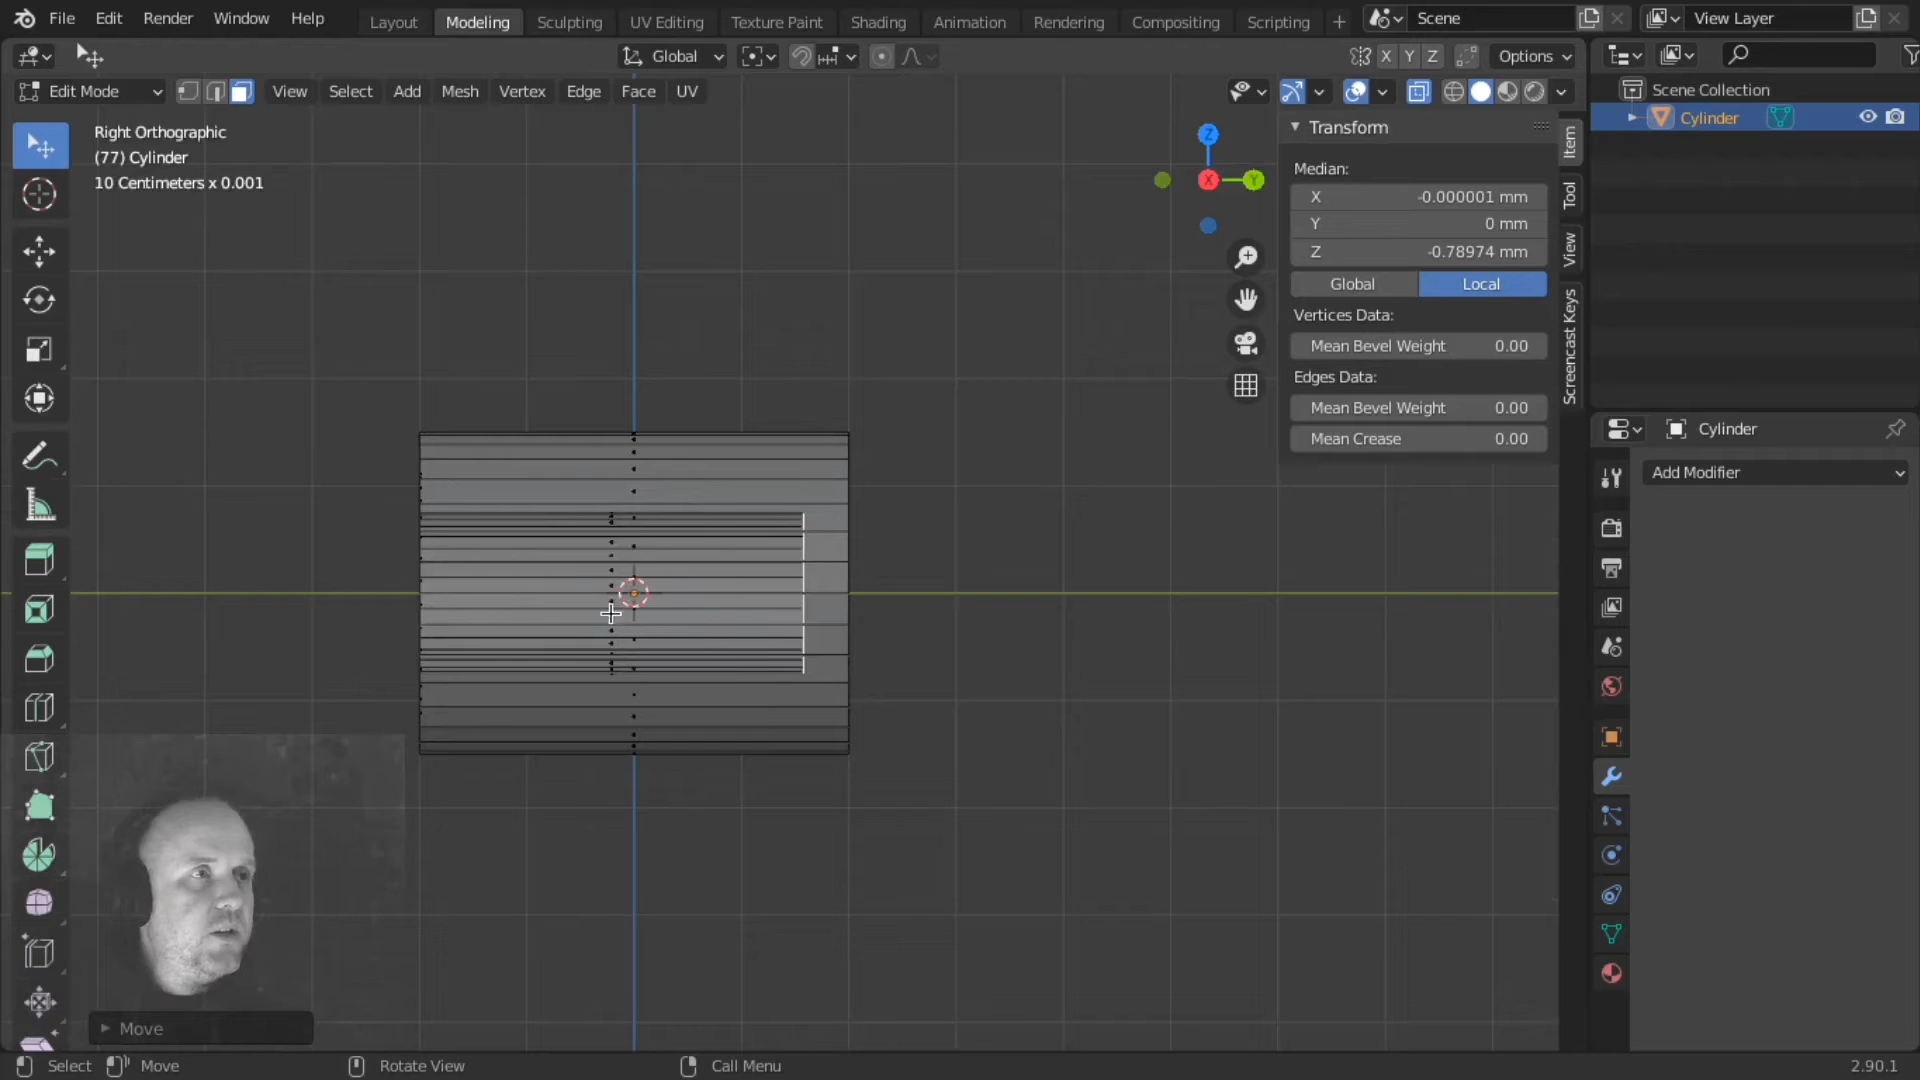 File Edit Render Window Help Layout Modeling Sculpting UV Editing Texture Paint Shading Animation Rendering Compositing Scripting + Scene View Layer
Global X Y Z Options
Edit Mode View Select Add Mesh Vertex Edge Face UV
Scene Collection
Cylinder
Right Orthographic
(77) Cylinder
10 Centimeters x 0.001
Z
X
Y
Transform
Median:
X -0.000001 mm
Y 0 mm
Z -0.78974 mm
Global Local
Vertices Data:
Mean Bevel Weight 0.00
Edges Data:
Mean Bevel Weight 0.00
Mean Crease 0.00
Item
Tool
View
Screencast Keys
Cylinder
Add Modifier
Move
Select Move Rotate View Call Menu 2.90.1